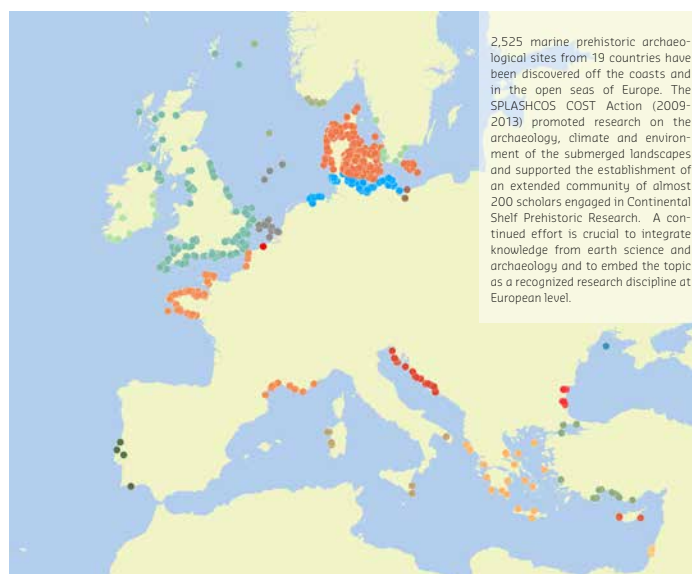 2,525 marine prehistoric archaeo-
logical sites from 19 countries have
been discovered off the coasts and
in the open seas of Europe. The
SPLASHCOS COST Action (2009-
2013) promoted research on the
archaeology, climate and environ-
ment of the submerged landscapes
and supported the establishment of
an extended community of almost
200 scholars engaged in Continental
Shelf Prehistoric Research. A con-
tinued effort is crucial to integrate
knowledge from earth science and
archaeology and to embed the topic
as a recognized research discipline at
European level.